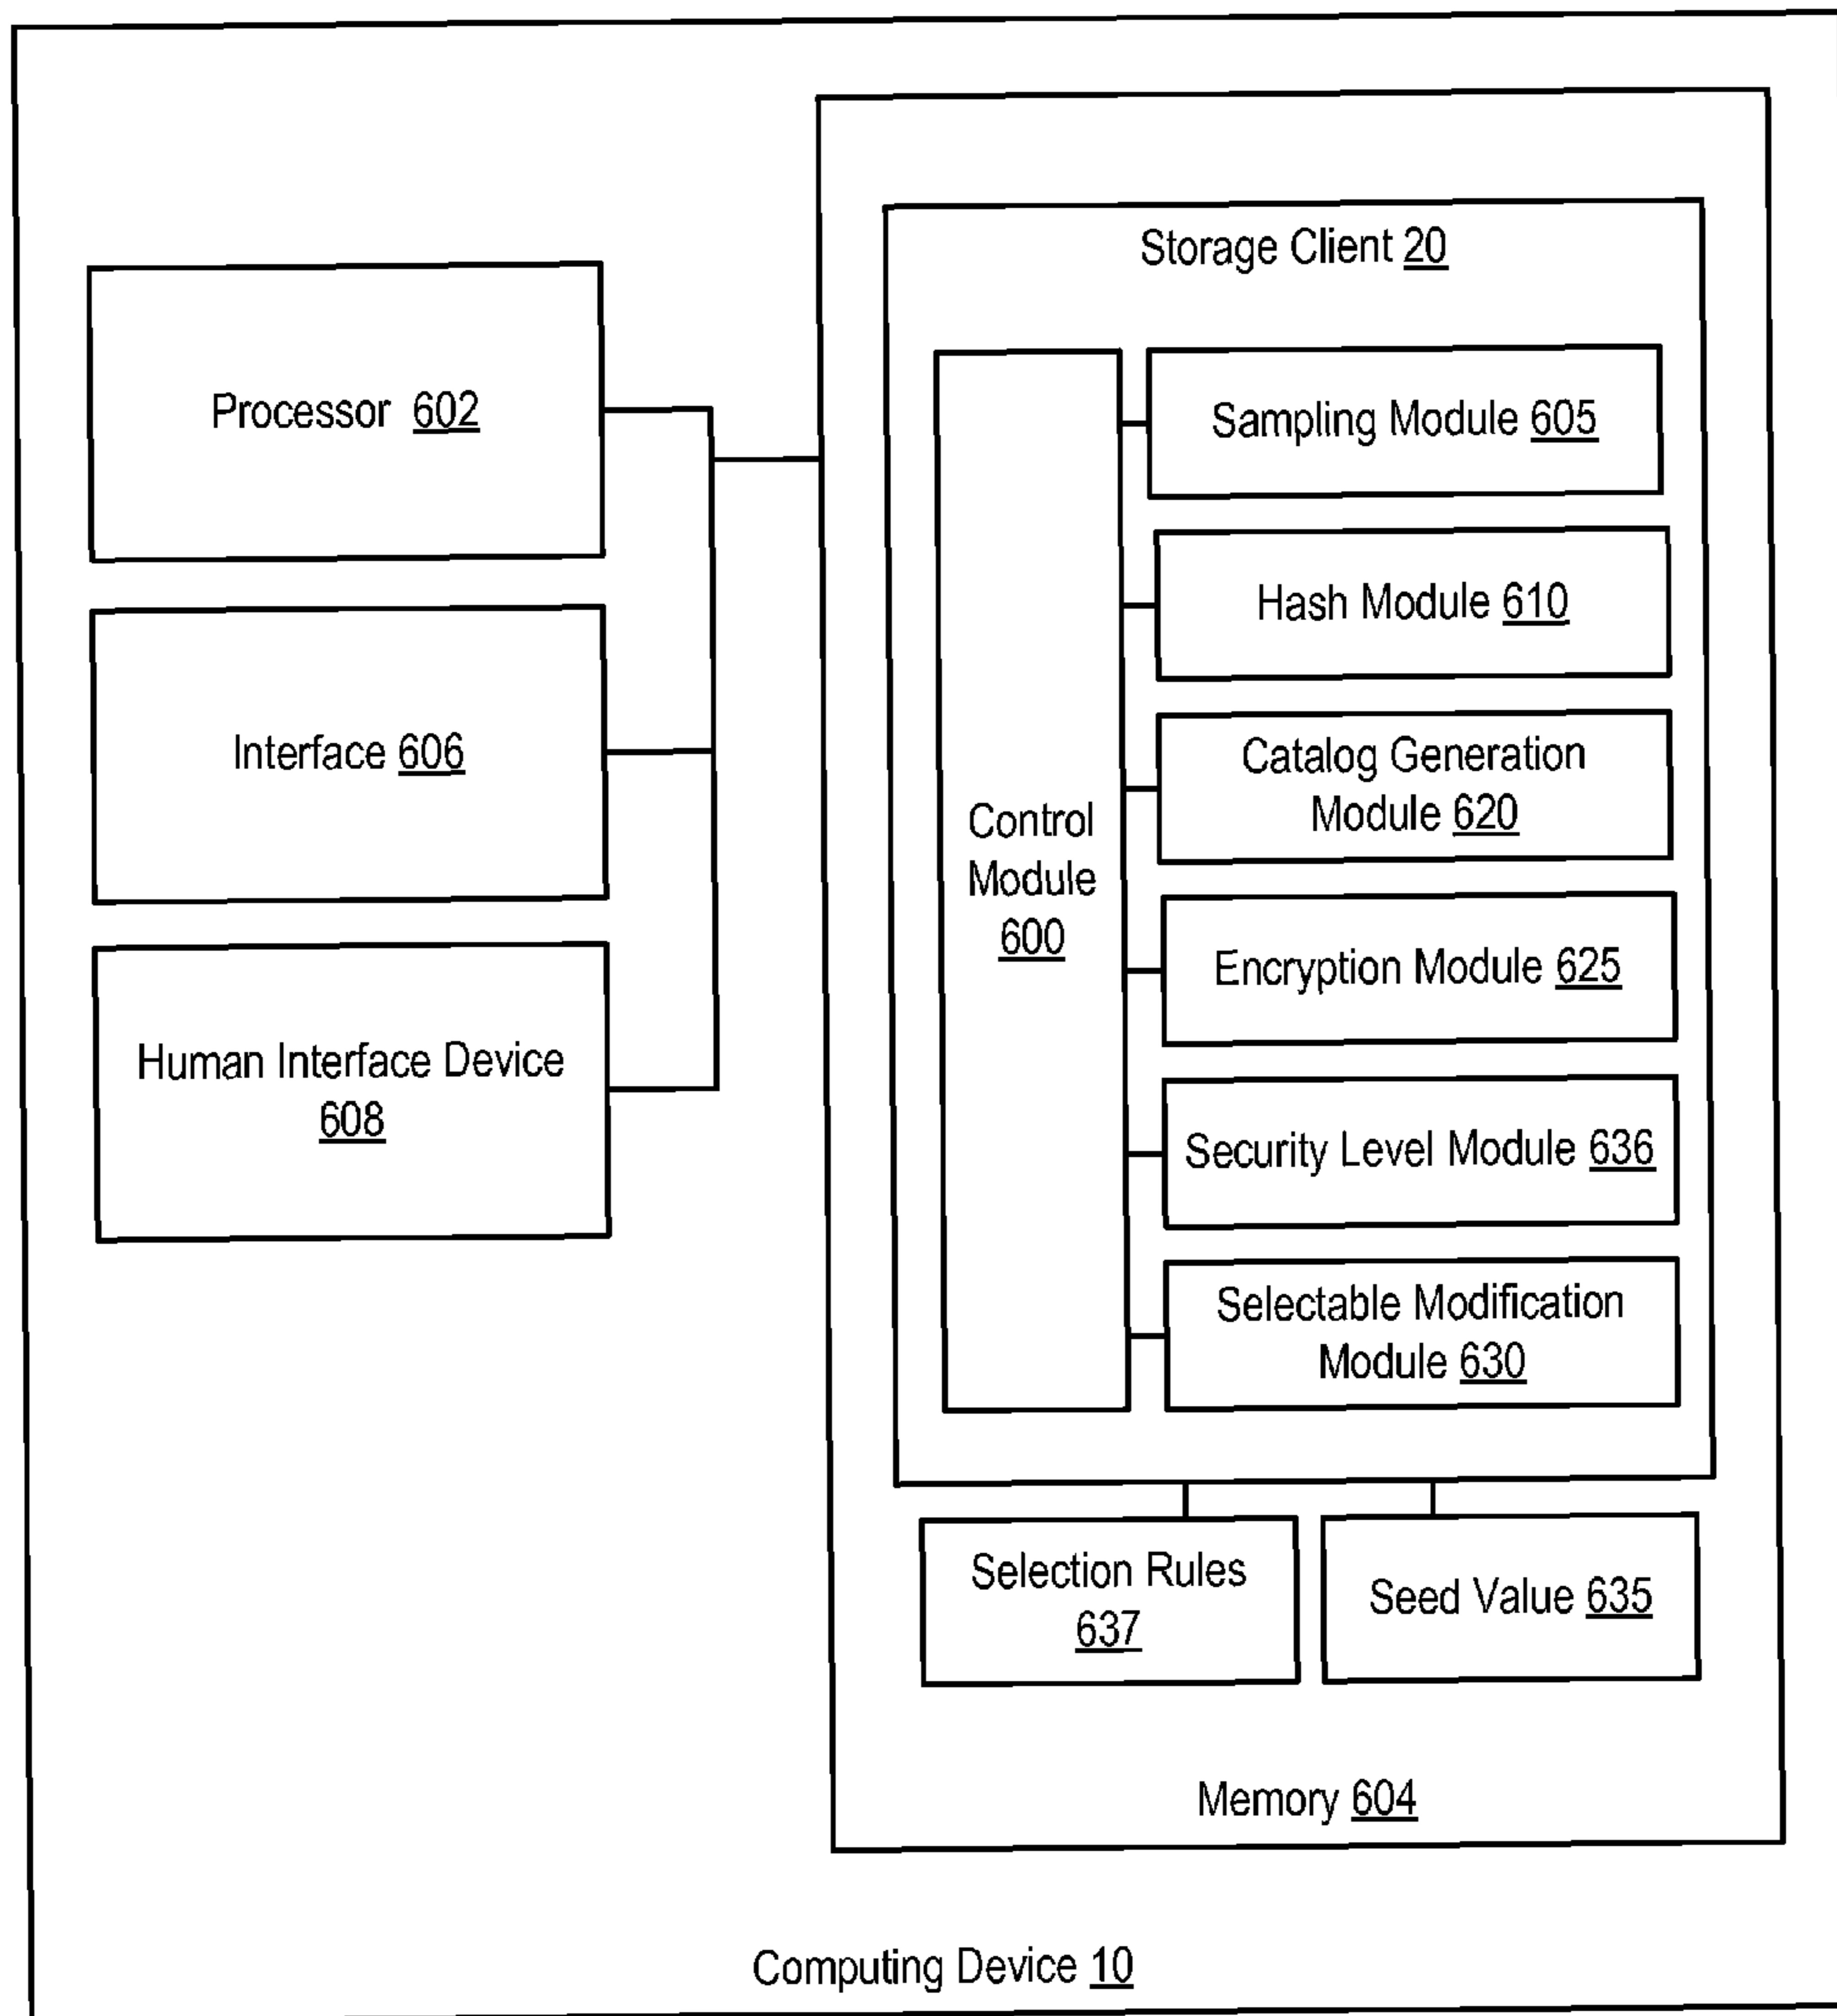 Storage Client 20
Processor 602
Sampling Module 605
Hash Module 610
Interface 606
Catalog Generation
Module 620
Control
Module
600
Encryption Module 625
Human Interface Device
608
Security Level Module 636
Selectable Modification
Module 630
Selection Rules
637
Seed Value 635
Memory 604
Computing Device 10